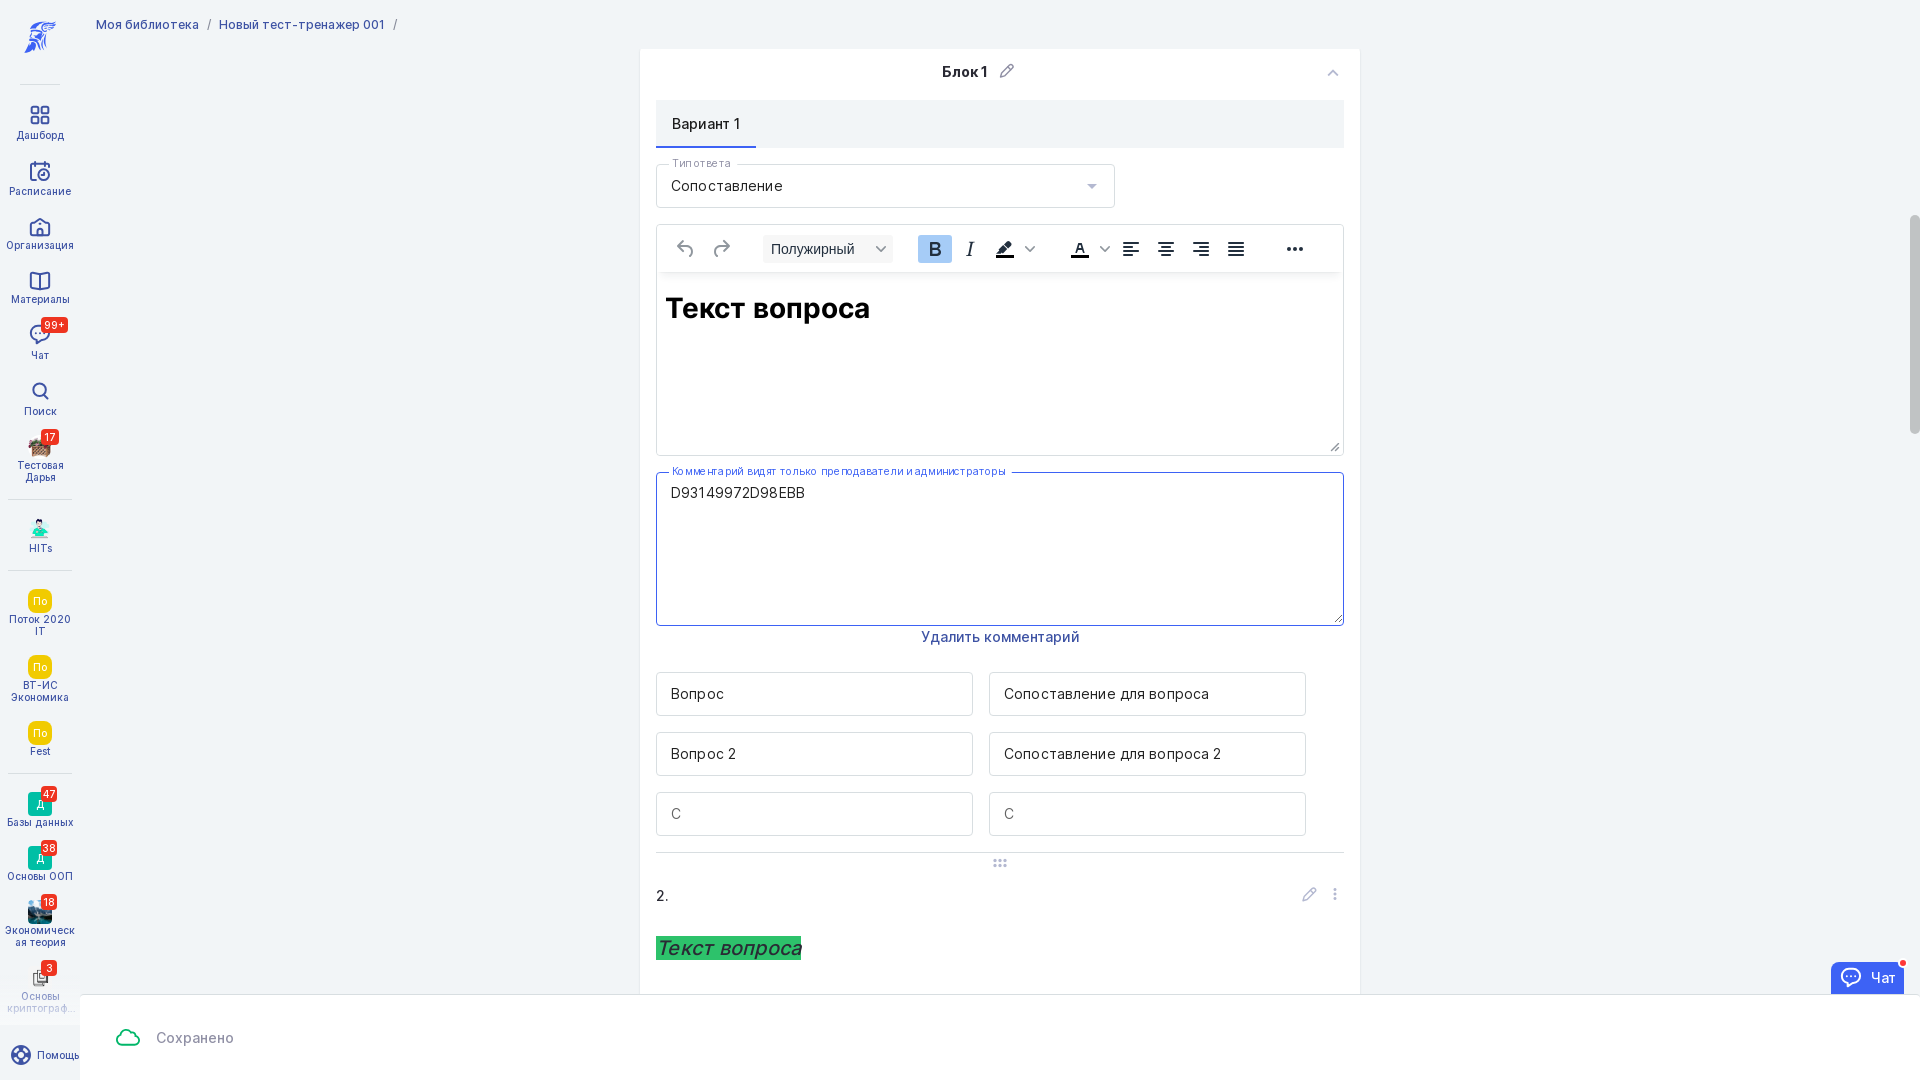 Моя библиотека / Новый тест-тренажер 001 /
Дашборд
Расписание
Организация
Материалы
99+
Чат
Поиск
17
Тестовая
Дарья
HITs
По
Поток 2020
IT
По
ВТ-ИС
Экономика
По
Fest
47
Д
Базы данных
38
Д
Основы ООП
18
Экономическ
ая теория
3
Основы
криптограф...
Помощь
Блок 1
Вариант 1
Тип ответа
Сопоставление
Полужирный
B I A
Текст вопроса
Комментарий видят только преподаватели и администраторы
D93149972D98EBB
Удалить комментарий
Вопрос
Сопоставление для вопроса
Вопрос 2
Сопоставление для вопроса 2
C
C
2.
Текст вопроса
Чат
Сохранено